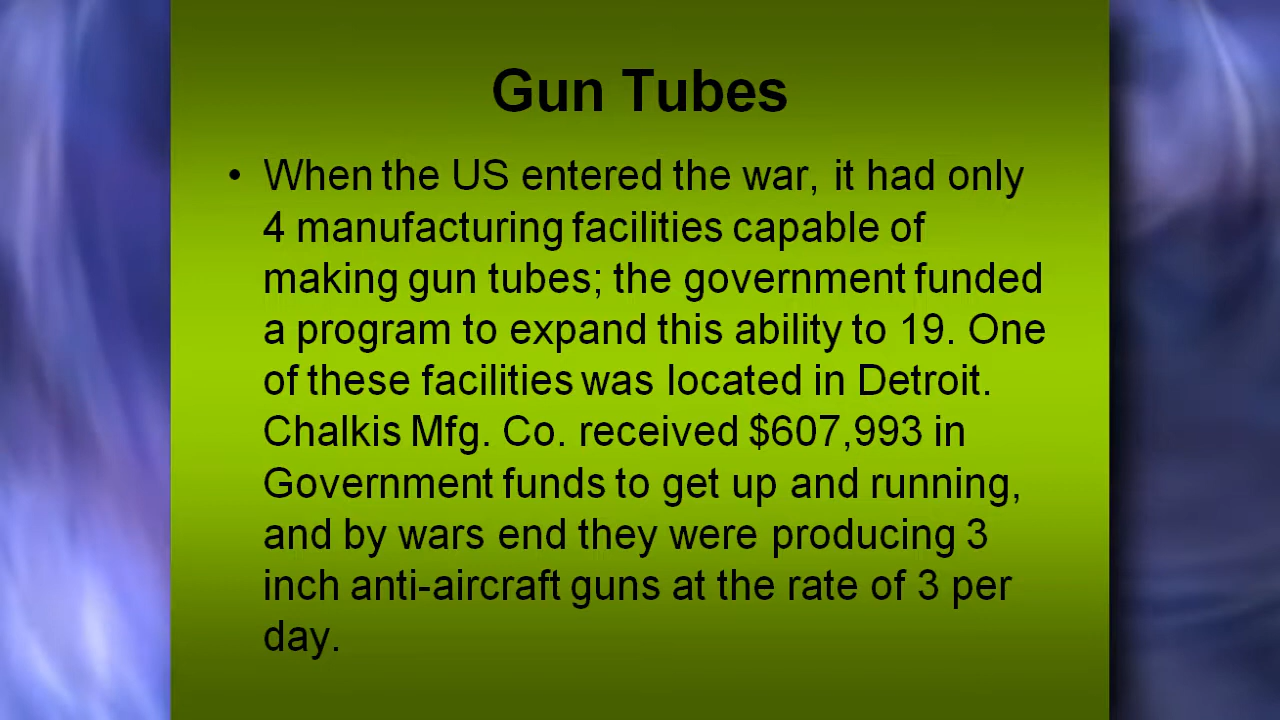 Gun Tubes
• When the US entered the war, it had only
4 manufacturing facilities capable of
making gun tubes; the government funded
a program to expand this ability to 19. One
of these facilities was located in Detroit.
Chalkis Mfg. Co. received $607,993 in
Government funds to get up and running,
and by wars end they were producing 3
inch anti-aircraft guns at the rate of 3 per
day.